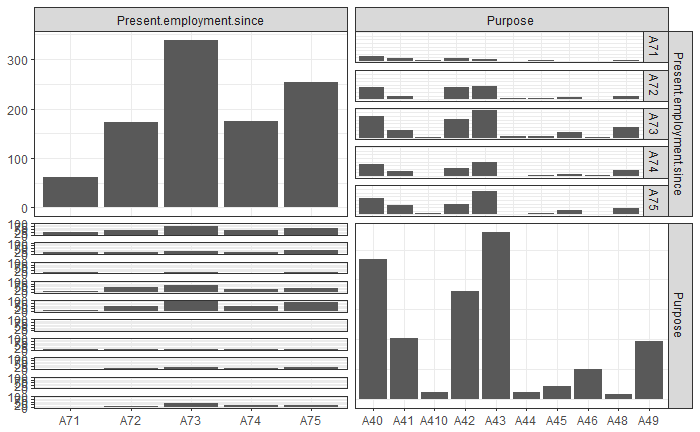 Present.employment.since
Purpose
300
200
100
0
A71
A72
A73
A74
A75
Present.employment.since
Purpose
A71 A72 A73 A74 A75
A40 A41 A410 A42 A43 A44 A45 A46 A48 A49